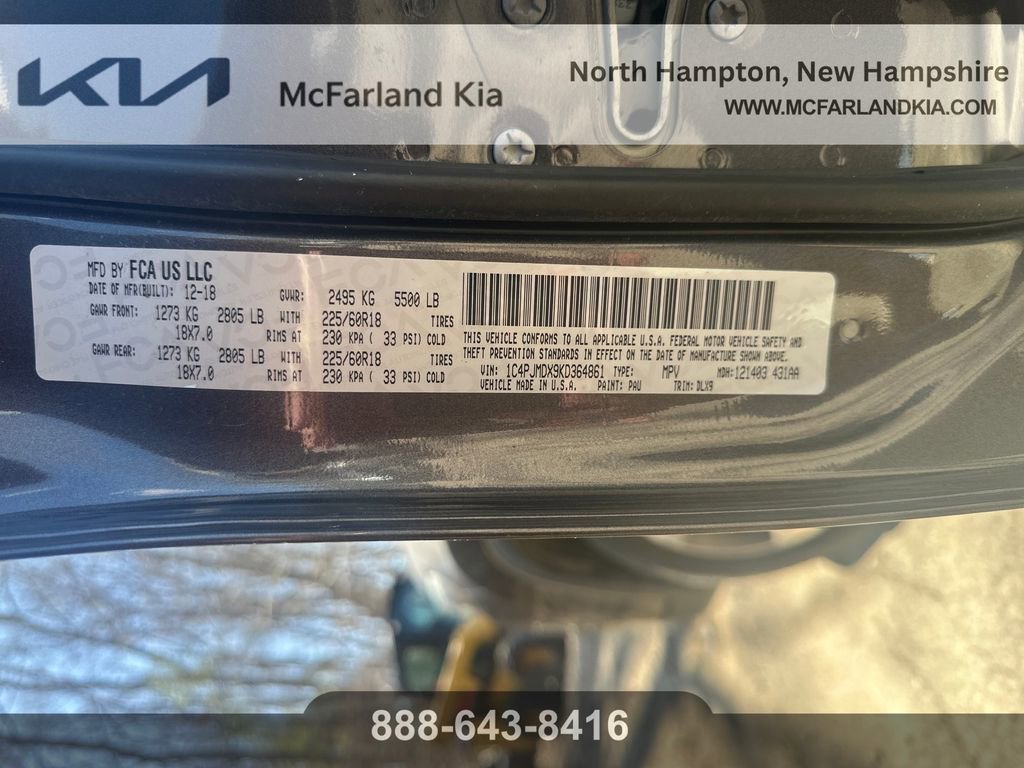 KIA
McFarland Kia
North Hampton, New Hampshire
WWW.MCFARLANDKIA.COM
MFD BY FCA US LLC
DATE OF MFR(BUILT): 12-18 GVWR: 2495 KG 5500 LB
GAWR FRONT: 1273 KG 2805 LB WITH 225/60R18 TIRES
18X7.0 RIMS AT 230 KPA ( 33 PSI) COLD
GAWR REAR: 1273 KG 2805 LB WITH 225/60R18 TIRES
18X7.0 RIMS AT 230 KPA ( 33 PSI) COLD
THIS VEHICLE CONFORMS TO ALL APPLICABLE U.S.A. FEDERAL MOTOR VEHICLE SAFETY AND
THEFT PREVENTION STANDARDS IN EFFECT ON THE DATE OF MANUFACTURE SHOWN ABOVE.
VIN: 1C4PJMDX9KD364861 TYPE: MPV MDH:121403 431AA
VEHICLE MADE IN U.S.A. PAINT: PAU TRIM: DLX9
888-643-8416